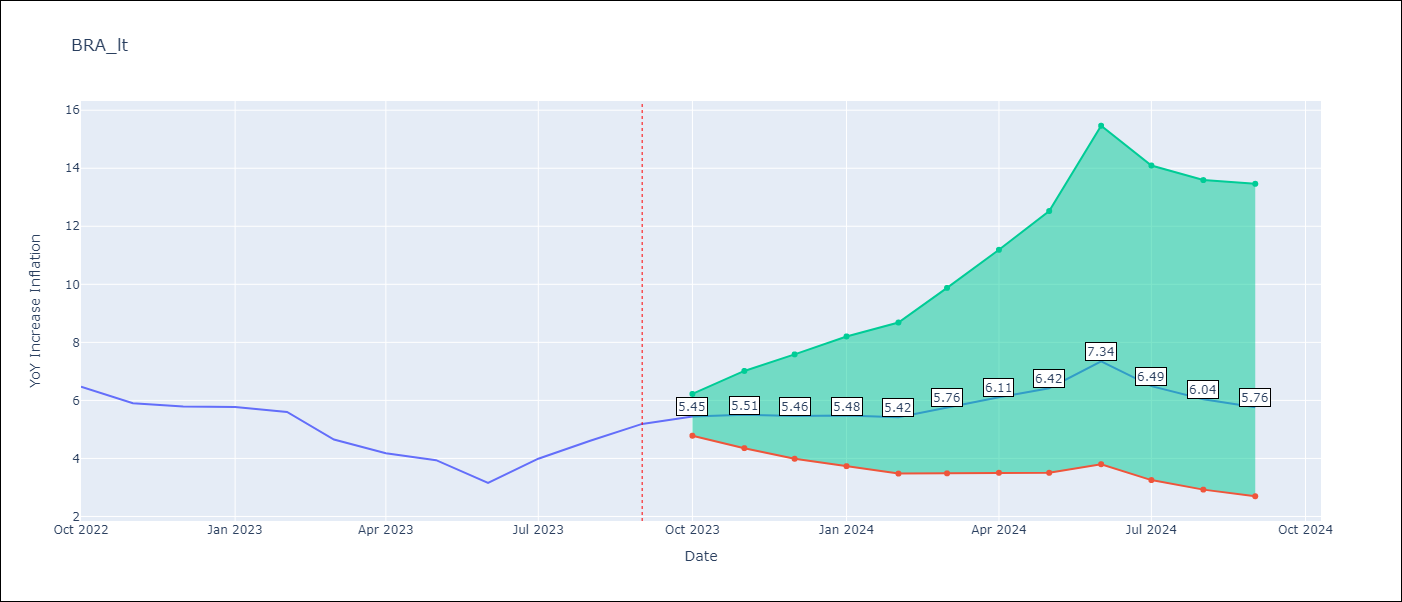 BRA_lt
YoY Increase Inflation
16
14
12
10
8
6
4
2
5.45
5.51
5.46
5.48
5.42
5.76
6.11
6.42
7.34
6.49
6.04
5.76
Oct 2022
Jan 2023
Apr 2023
Jul 2023
Oct 2023
Jan 2024
Apr 2024
Jul 2024
Oct 2024
Date